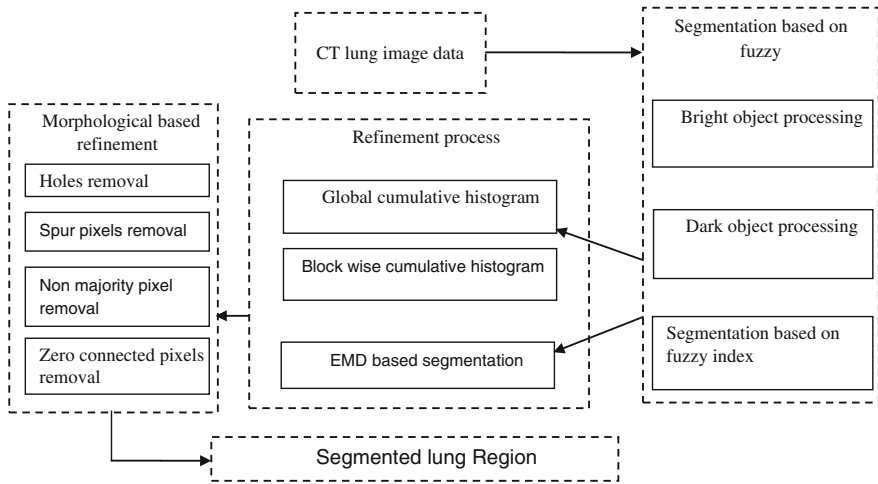 CT lung image data
Segmentation based on
fuzzy
Bright object processing
Dark object processing
Segmentation based on
fuzzy index
Refinement process
Global cumulative histogram
Block wise cumulative histogram
EMD based segmentation
Morphological based
refinement
Holes removal
Spur pixels removal
Non majority pixel
removal
Zero connected pixels
removal
Segmented lung Region